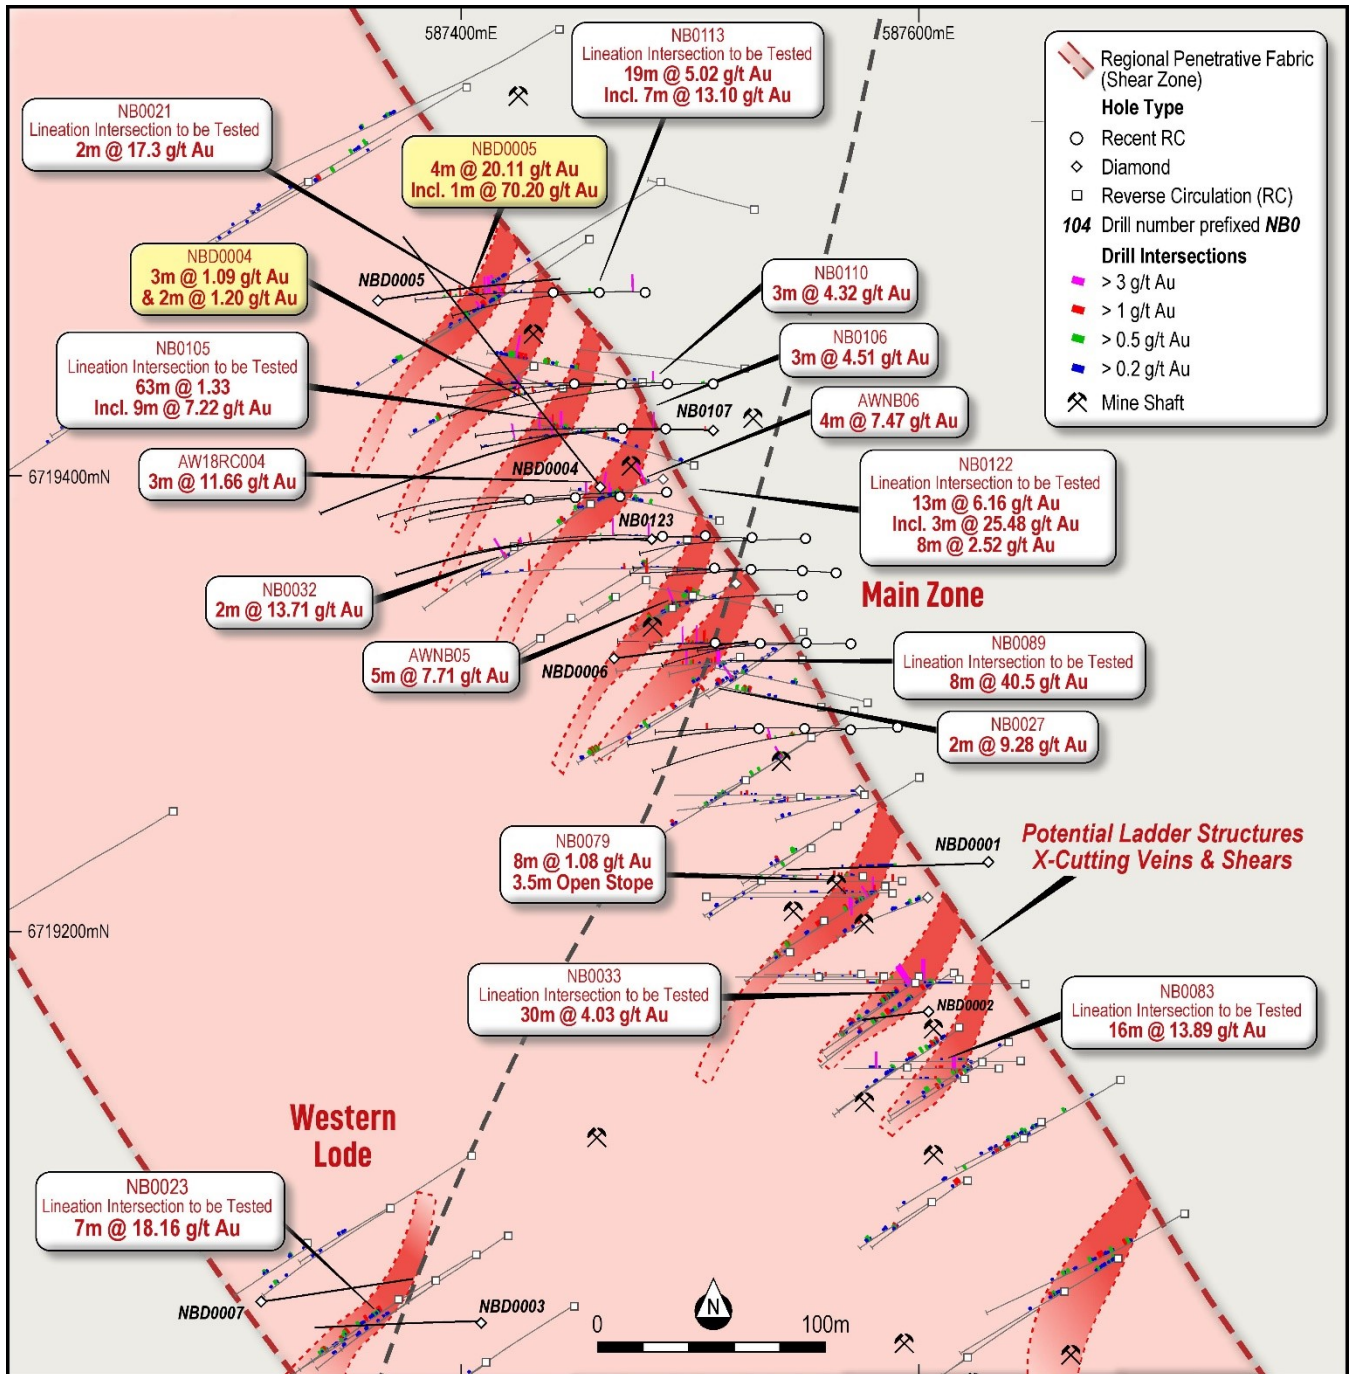 587400mE
587600mE
NB0113
Lineation Intersection to be Tested
19m @ 5.02 g/t Au
Incl. 7m @ 13.10 g/t Au
Regional Penetrative Fabric
(Shear Zone)
Hole Type
Recent RC
Diamond
Reverse Circulation (RC)
104 Drill number prefixed NB0
Drill Intersections
> 3 g/t Au
> 1 g/t Au
> 0.5 g/t Au
> 0.2 g/t Au
Mine Shaft
NB0021
Lineation Intersection to be Tested
2m @ 17.3 g/t Au
NBD0005
4m @ 20.11 g/t Au
Incl. 1m @ 70.20 g/t Au
NBD0004
3m @ 1.09 g/t Au
& 2m @ 1.20 g/t Au
NBD0005
NB0110
3m @ 4.32 g/t Au
NB0105
Lineation Intersection to be Tested
63m @ 1.33
Incl. 9m @ 7.22 g/t Au
NB0106
3m @ 4.51 g/t Au
NB0107
AWNB06
4m @ 7.47 g/t Au
6719400mN
AW18RC004
3m @ 11.66 g/t Au
NBD0004
NB0122
Lineation Intersection to be Tested
13m @ 6.16 g/t Au
Incl. 3m @ 25.48 g/t Au
8m @ 2.52 g/t Au
NB0123
NB0032
2m @ 13.71 g/t Au
Main Zone
AWNB05
5m @ 7.71 g/t Au
NBD0006
NB0089
Lineation Intersection to be Tested
8m @ 40.5 g/t Au
NB0027
2m @ 9.28 g/t Au
NB0079
8m @ 1.08 g/t Au
3.5m Open Stope
NBD0001
Potential Ladder Structures
X-Cutting Veins & Shears
6719200mN
NB0033
Lineation Intersection to be Tested
30m @ 4.03 g/t Au
NBD0002
NB0083
Lineation Intersection to be Tested
16m @ 13.89 g/t Au
Western
Lode
NB0023
Lineation Intersection to be Tested
7m @ 18.16 g/t Au
NBD0007
NBD0003
N
0
100m